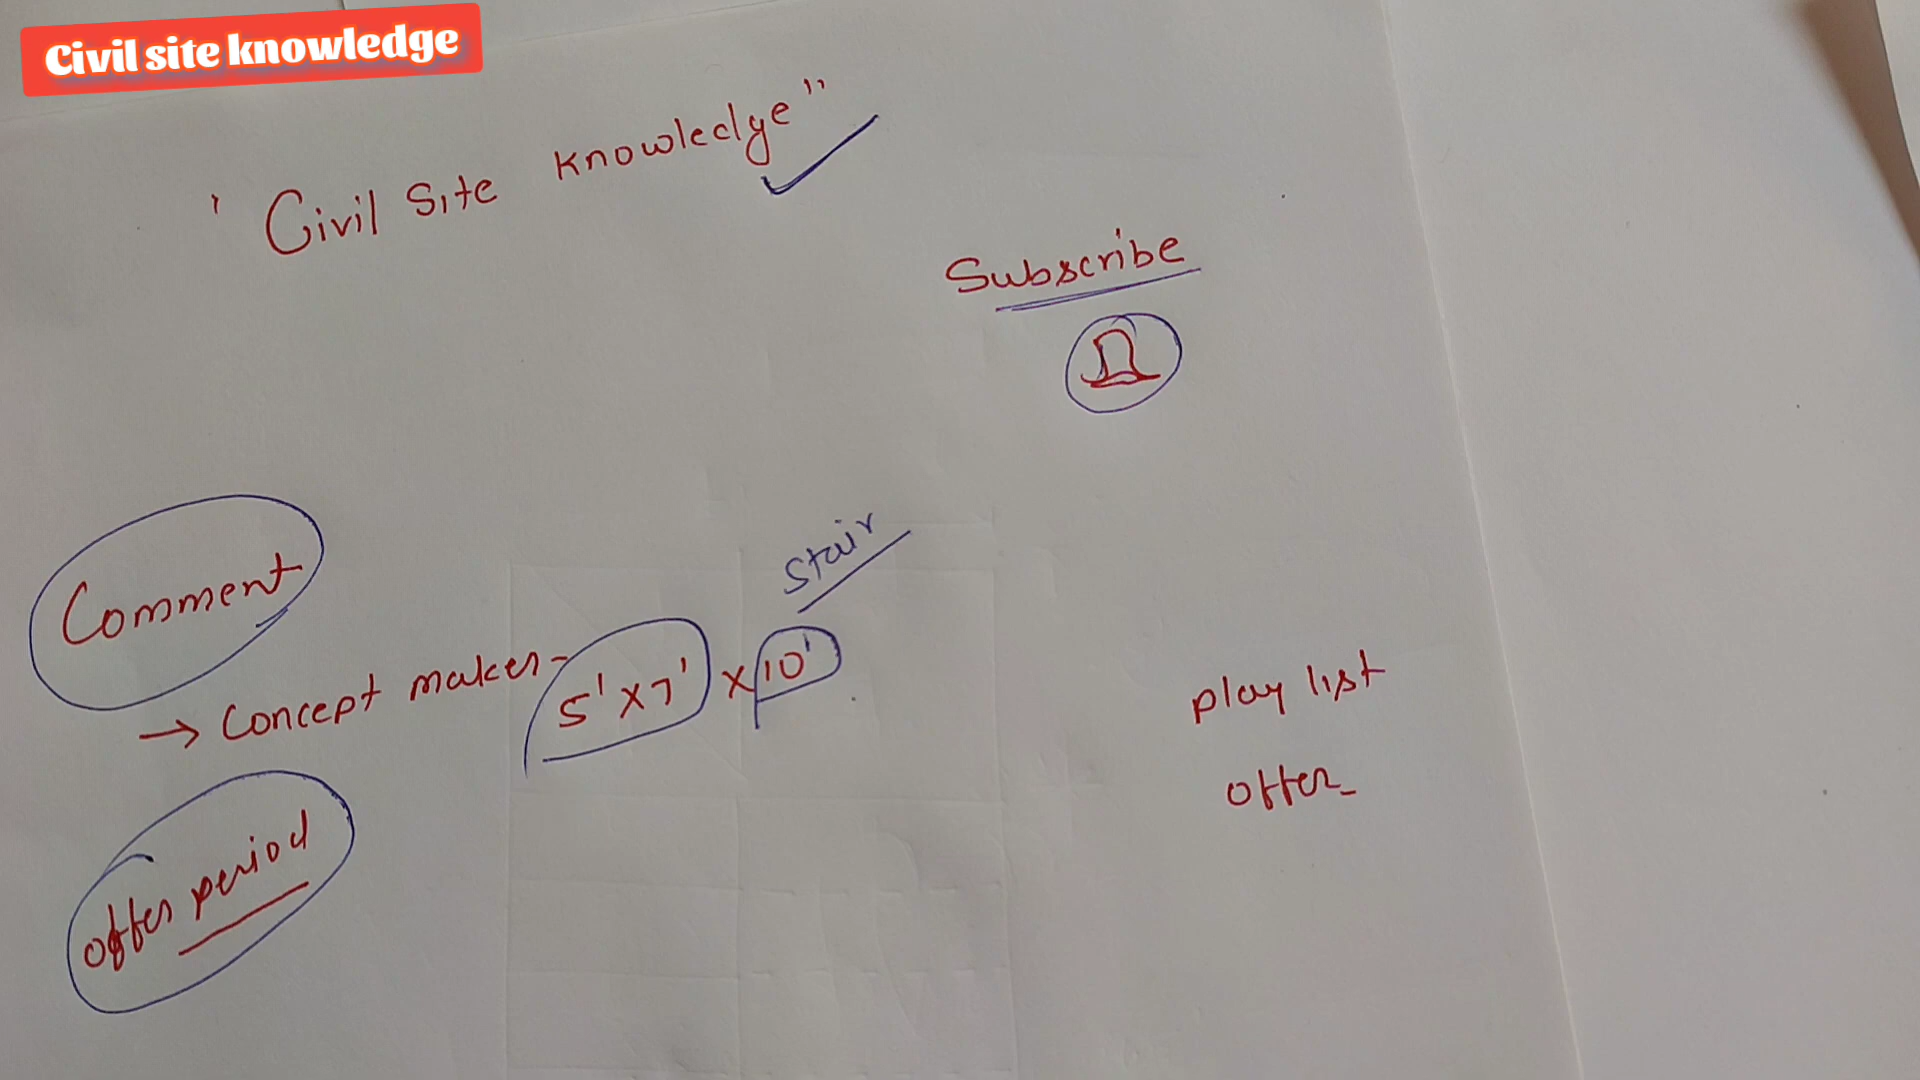 Civil site knowledge
' Civil Site Knowledge "
Subscribe
Comment
Stair
→ Concept maker - 5' x 7' x 10'
play list
offer
offer period